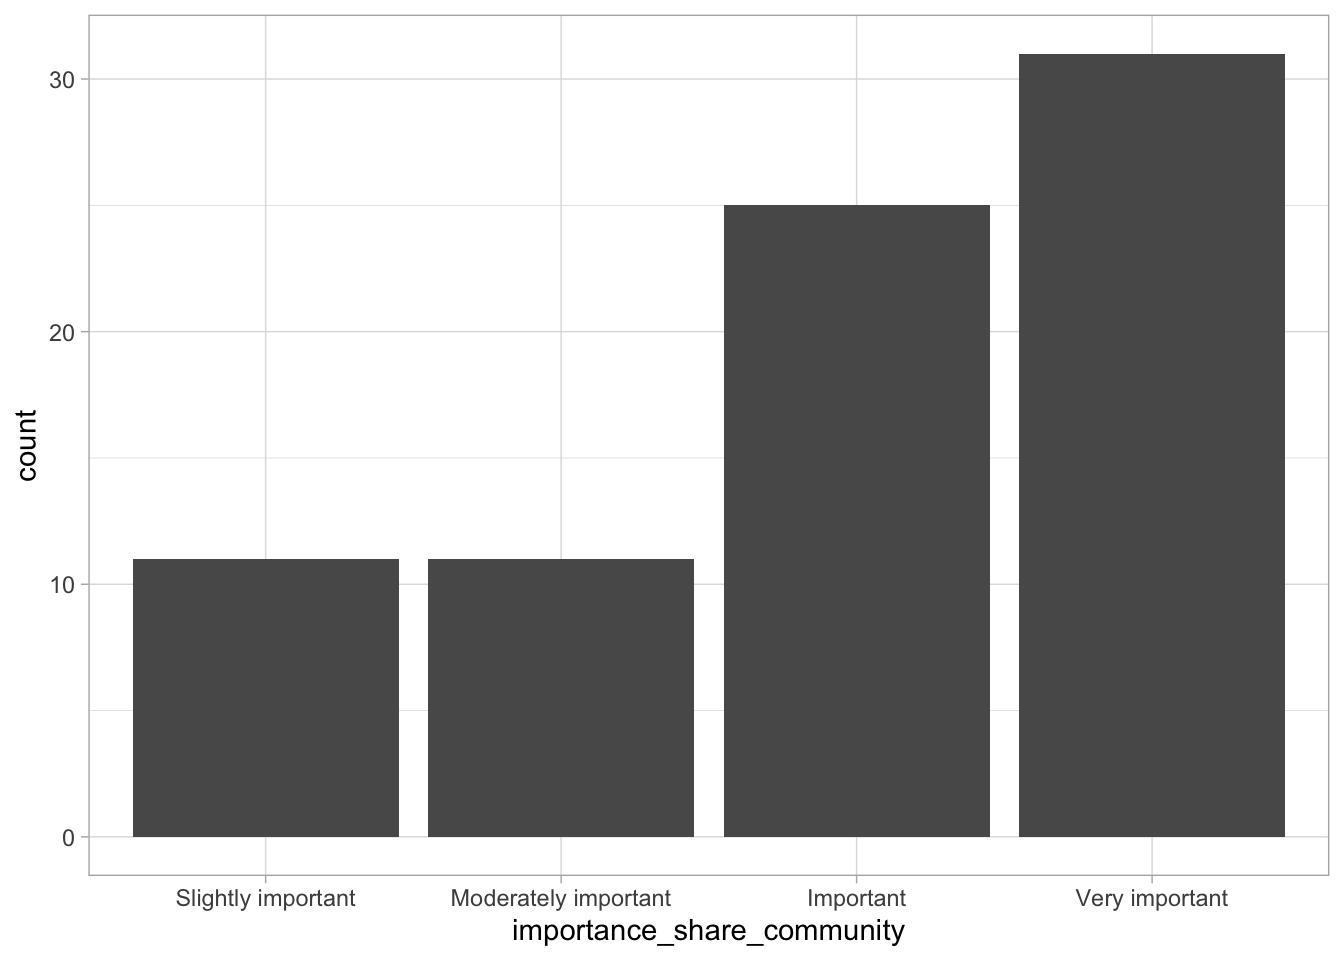 30
20
10
0
count
Slightly important
Moderately important
Important
Very important
importance_share_community